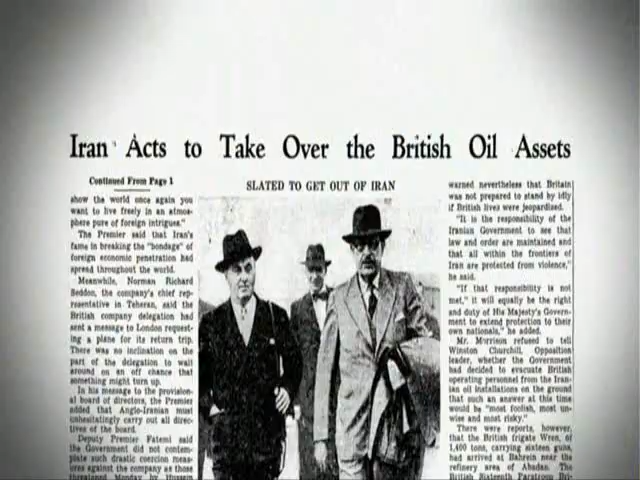 Iran Acts to Take Over the British Oil Assets
Continued From Page 1
show the world once again you
want to live freely in an atmos-
phere pure of foreign intrigues."
The Premier said that Iran's
fame in breaking the "bondage" of
foreign economic penetration had
spread throughout the world.
Meanwhile, Norman Richard
Seddon, the company's chief rep-
resentative in Teheran, said the
British company delegation had
sent a message to London request-
ing a plane for its return trip.
There was no inclination on the
part of the delegation to wait
around on an off chance that
something might turn up.
In his message to the provision-
al board of directors, the Premier
added that Anglo-Iranian must
unhesitatingly carry out all direc-
tives of the board.
Deputy Premier Fatemi said
the Government did not contem-
plate such drastic coercion meas-
ures against the company as those
threatened Monday by Hussein
SLATED TO GET OUT OF IRAN
warned nevertheless that Britain
was not prepared to stand by idly
if British lives were jeopardised.
"It is the responsibility of the
Iranian Government to see that
law and order are maintained and
that all within the frontiers of
Iran are protected from violence,"
he said.
"If that responsibility is not
met," it will equally be the right
and duty of His Majesty's Govern-
ment to extend protection to their
own nationals," he added.
Mr. Morrison refused to tell
Winston Churchill, Opposition
leader, whether the Government
had decided to evacuate British
operating personnel from the Iran-
ian oil installations on the ground
that such an answer at this time
would be "most foolish, most un-
wise and most risky."
There were reports, however,
that the British frigate Wren, of
1,400 tons, carrying sixteen guns,
had arrived at Bahrein near the
refinery area of Abadan. The
British Sixteenth Paratroop Bri-